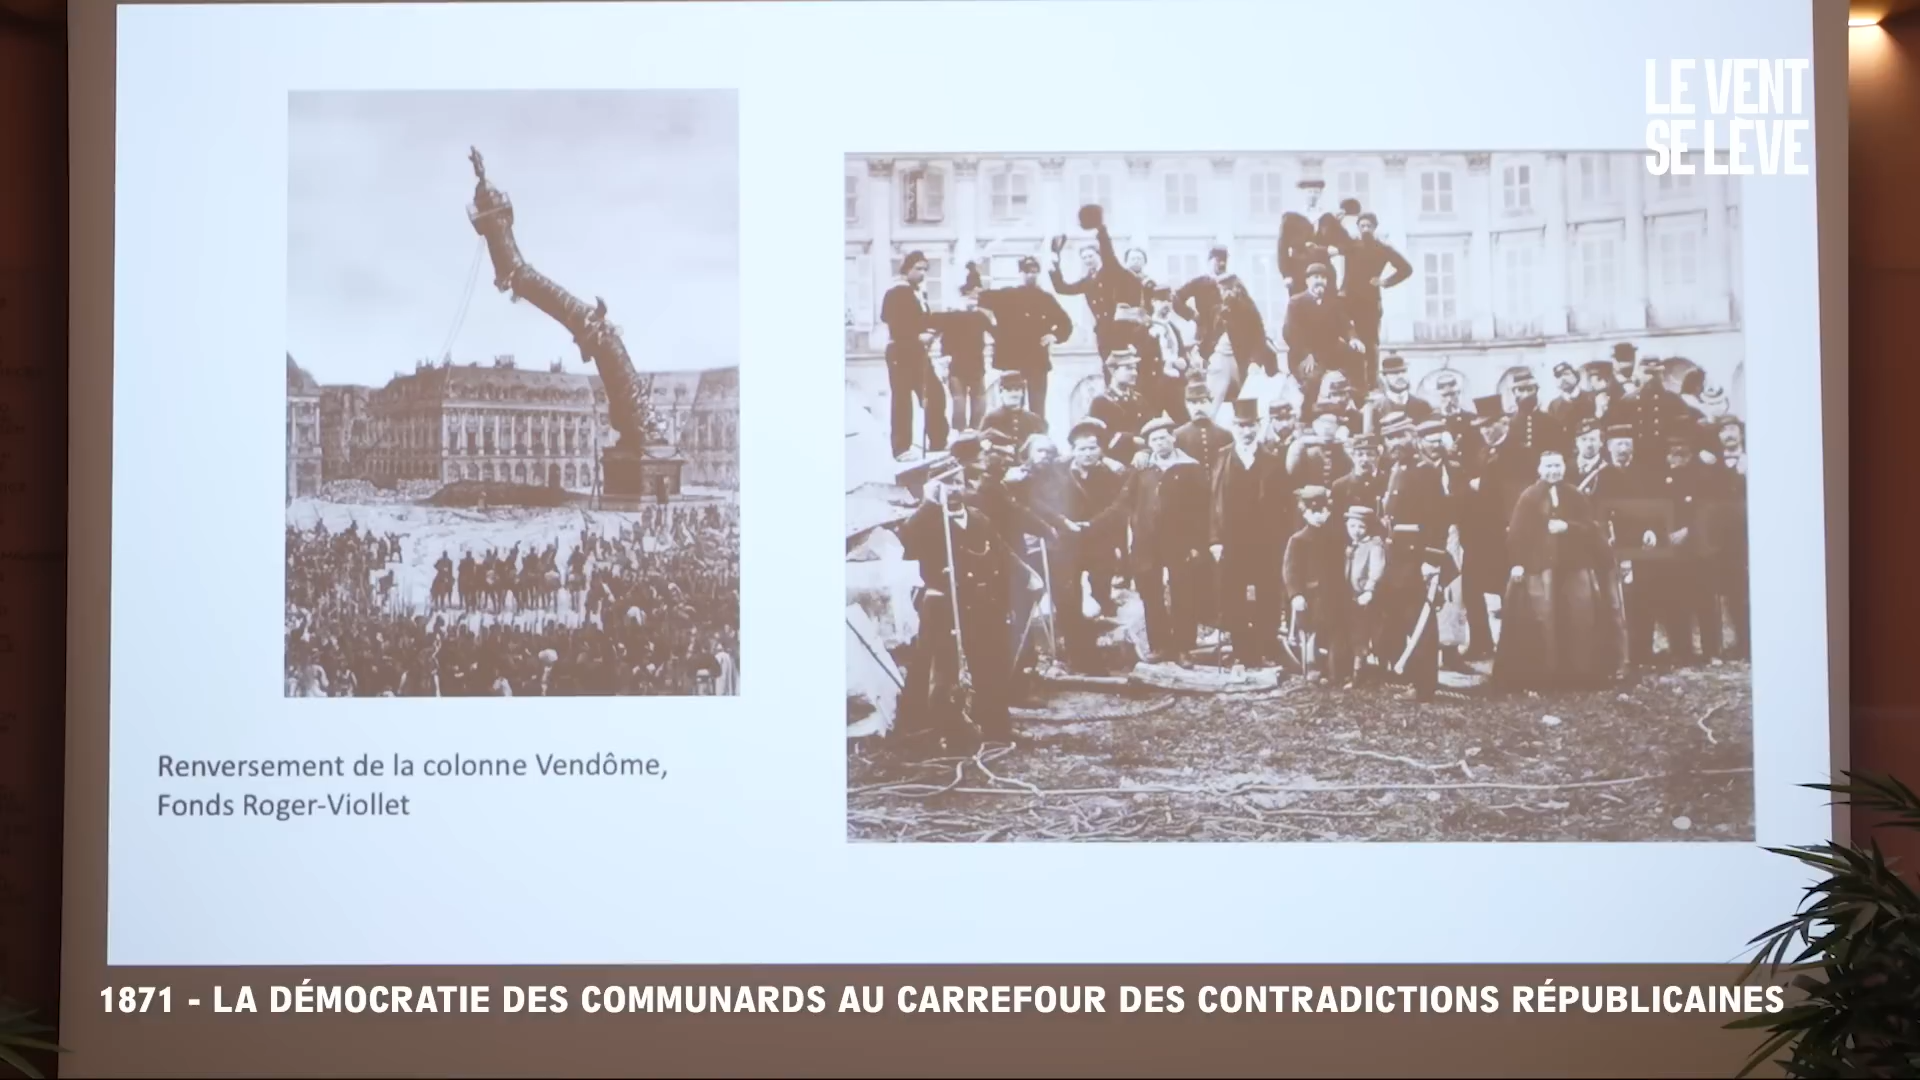 LE VENT
SE LÈVE
Renversement de la colonne Vendôme,
Fonds Roger-Viollet
1871 - LA DÉMOCRATIE DES COMMUNARDS AU CARREFOUR DES CONTRADICTIONS RÉPUBLICAINES